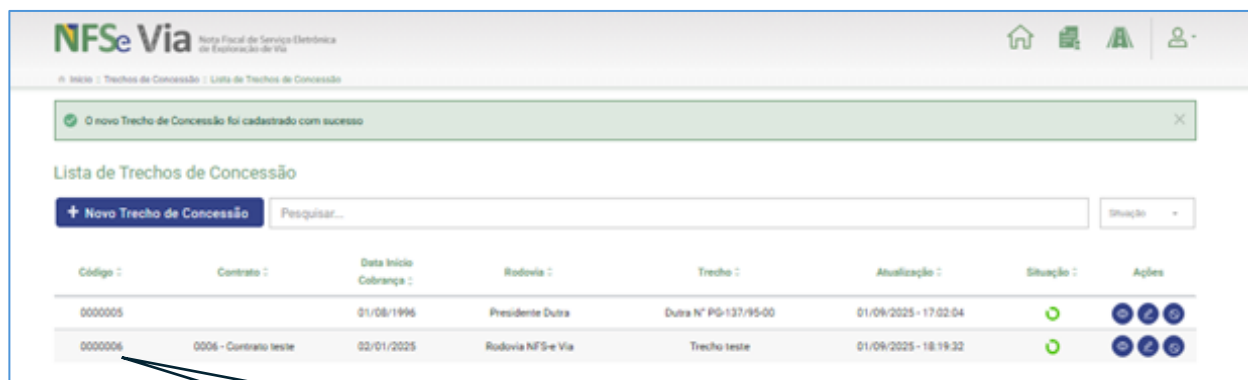 NFSe Via Nota Fiscal de Serviço Eletrônica
de Exploração de Via
Início : Trechos de Concessão : Lista de Trechos de Concessão
O novo Trecho de Concessão foi cadastrado com sucesso
Lista de Trechos de Concessão
+ Novo Trecho de Concessão Pesquisar... Situação
Código Contrato Data Início Cobrança Rodovia Trecho Atualização Situação Ações
0000005 01/08/1996 Presidente Dutra Dutra N° PG-137/95-00 01/09/2025 - 17:02:04
0000006 0006 - Contrato teste 02/01/2025 Rodovia NFS-e Via Trecho teste 01/09/2025 - 18:19:32